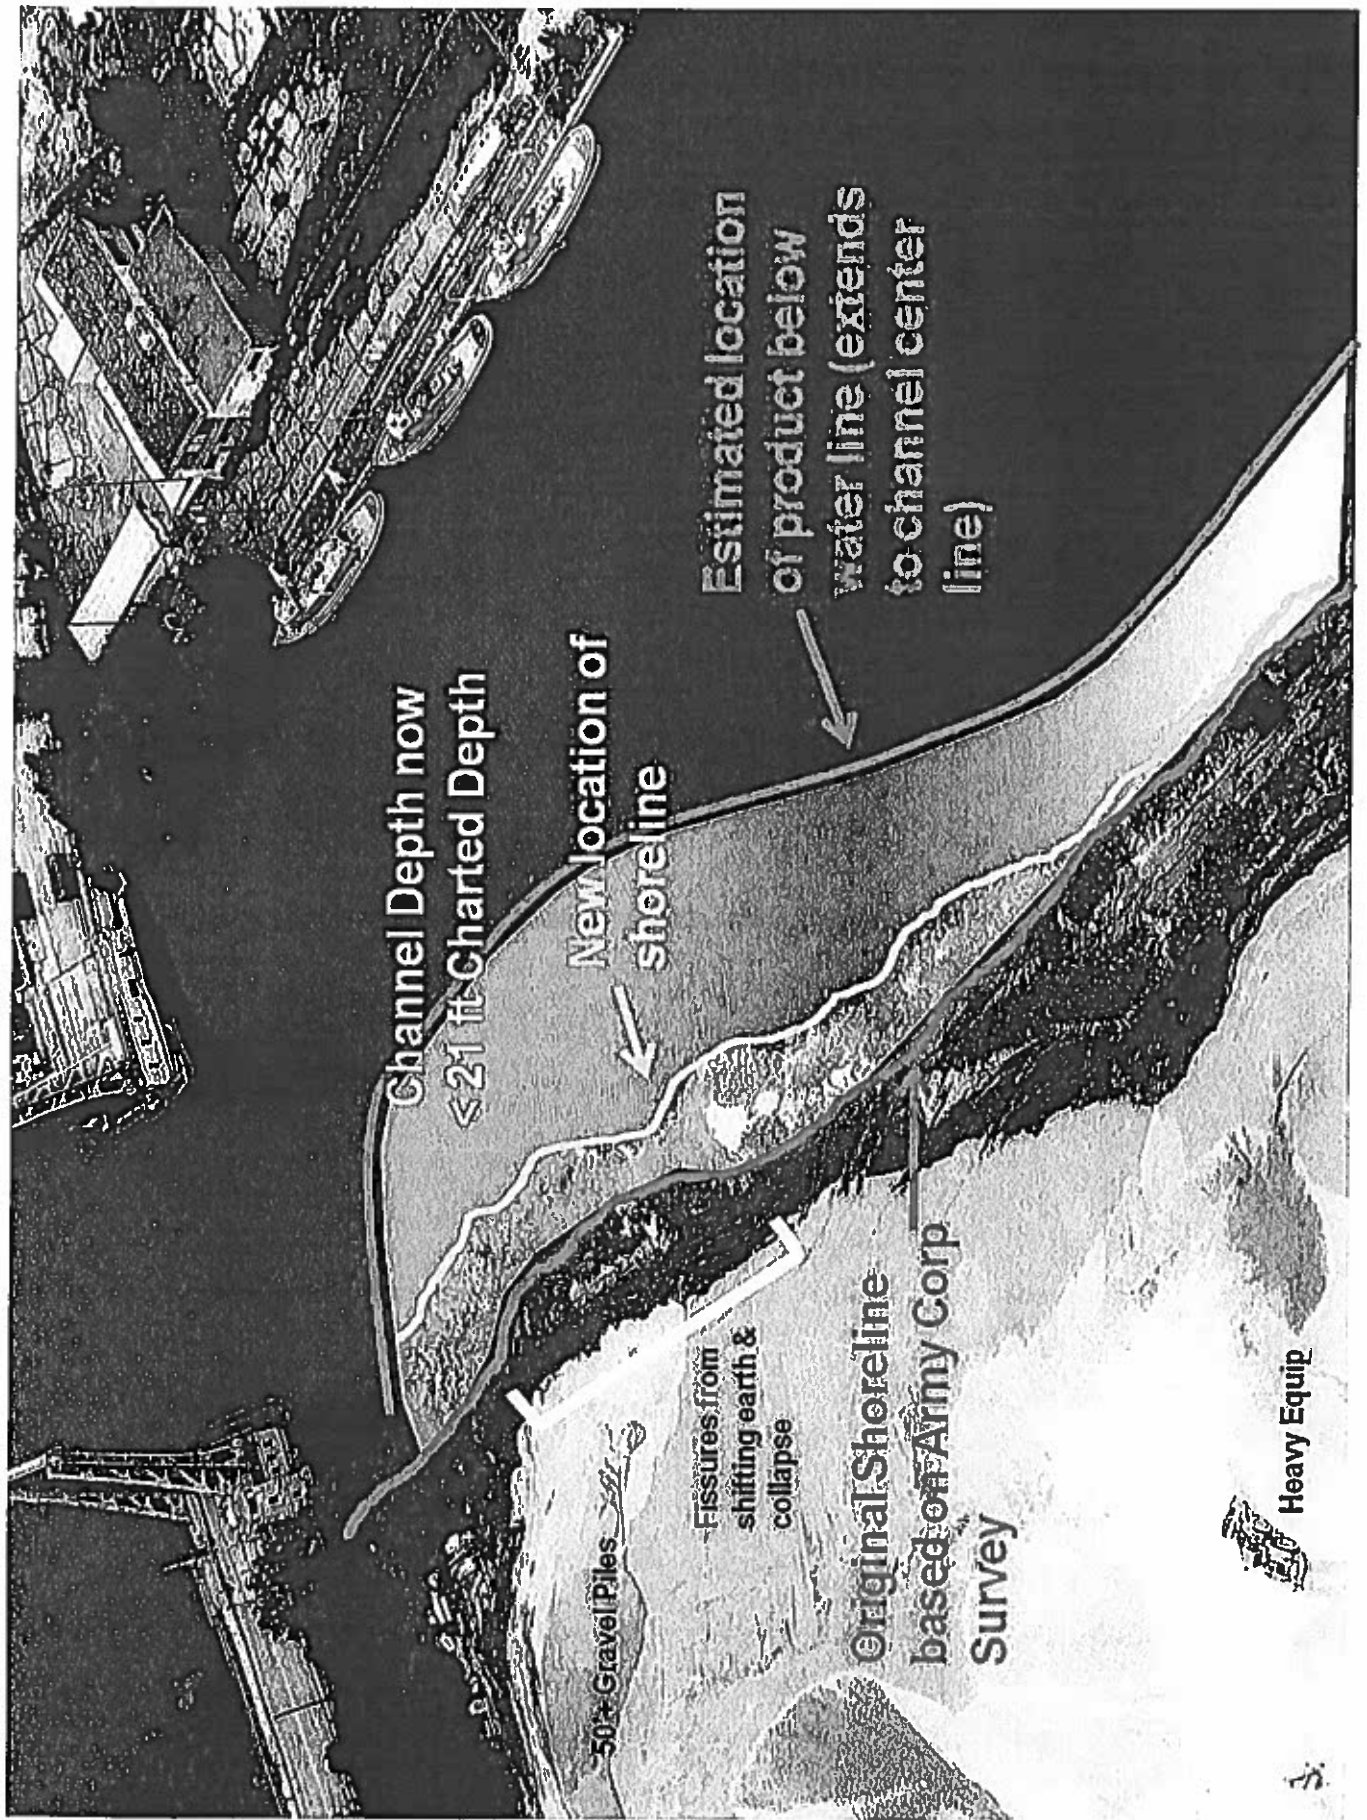 Channel Depth now
<21 ft Charted Depth
New location of
shoreline
Estimated location
of product below
water line (extends
to channel center
line)
Fissures from
shifting earth &
collapse
50'+ Gravel Piles
Original Shoreline
based on Army Corp
Survey
Heavy Equip